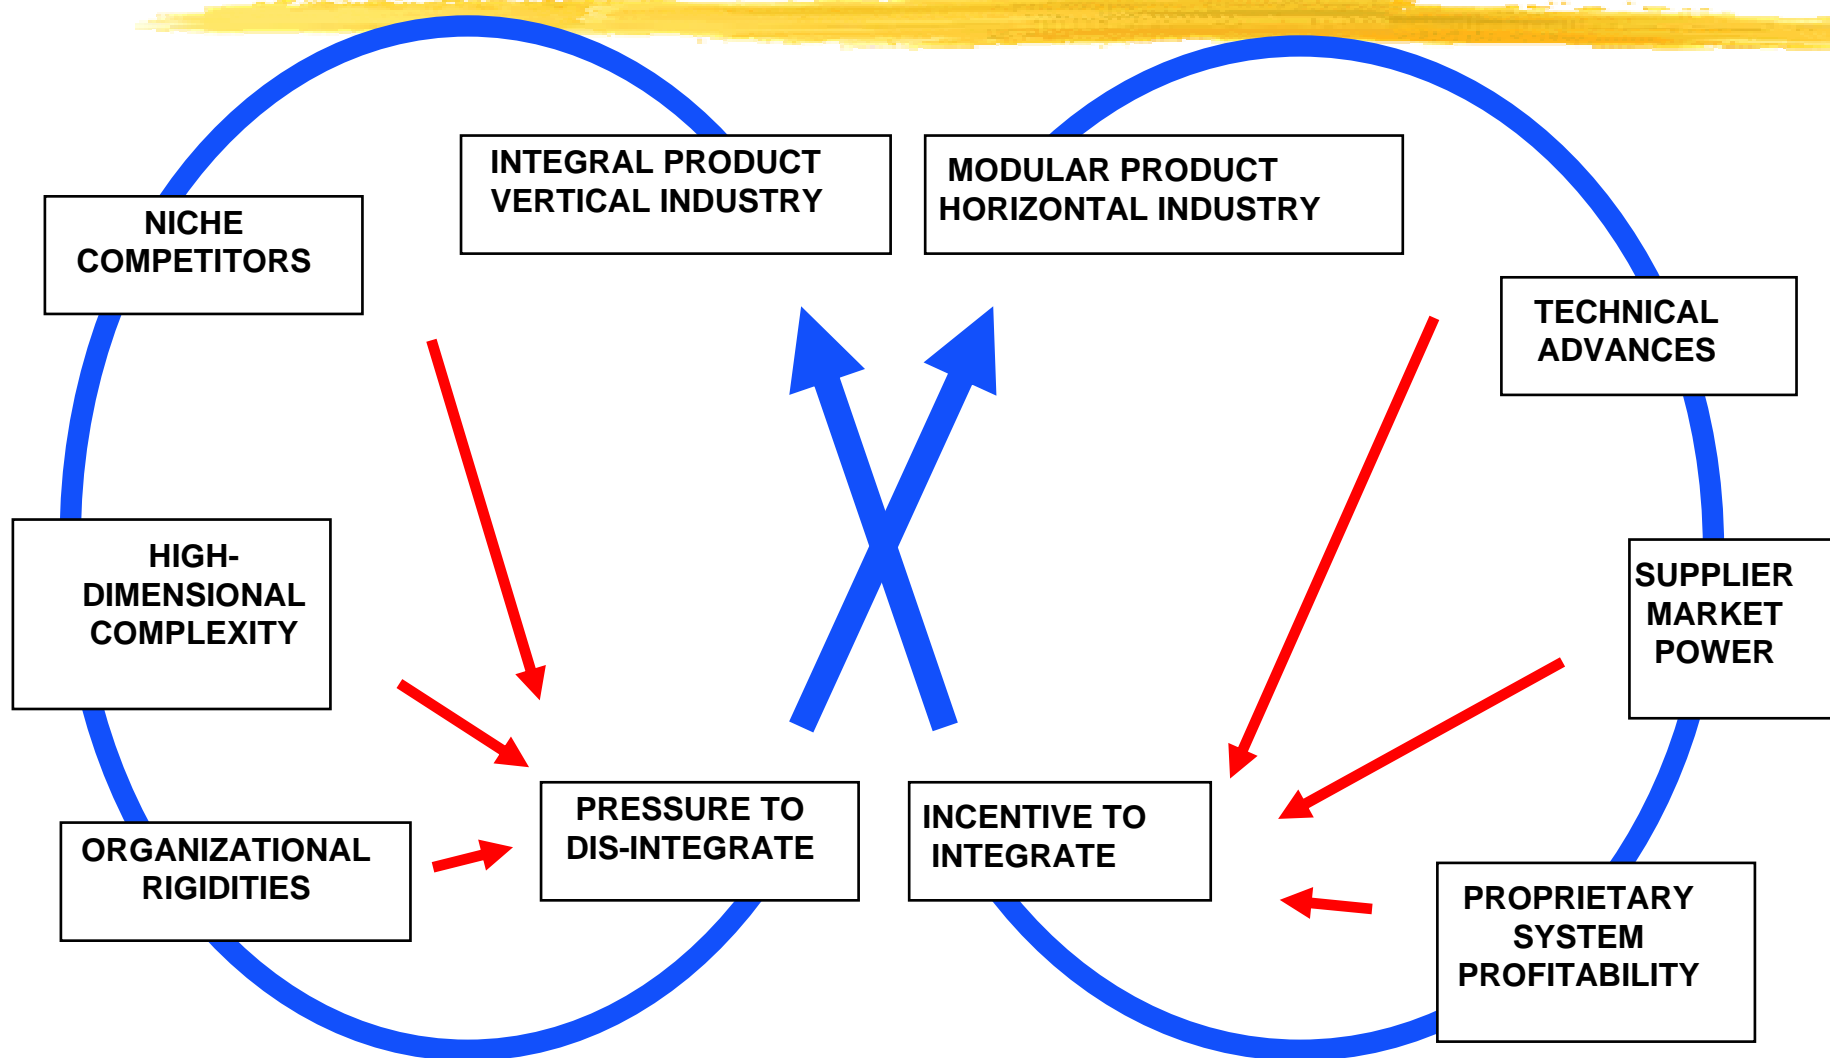 INTEGRAL PRODUCT
VERTICAL INDUSTRY
MODULAR PRODUCT
HORIZONTAL INDUSTRY
NICHE
COMPETITORS
TECHNICAL
ADVANCES
HIGH-
DIMENSIONAL
COMPLEXITY
SUPPLIER
MARKET
POWER
PRESSURE TO
DIS-INTEGRATE
INCENTIVE TO
INTEGRATE
ORGANIZATIONAL
RIGIDITIES
PROPRIETARY
SYSTEM
PROFITABILITY